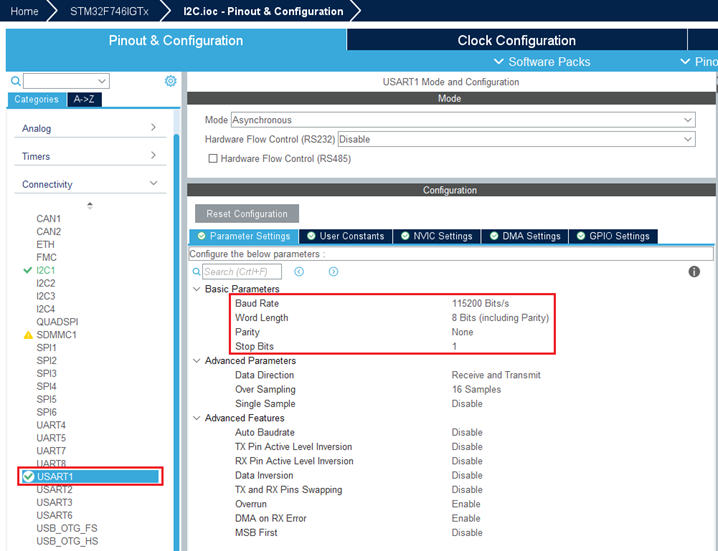 Home STM32F746IGTx I2C.ioc - Pinout & Configuration
Pinout & Configuration Clock Configuration
Software Packs Pino
Categories A->Z
Analog
Timers
Connectivity
CAN1
CAN2
ETH
FMC
I2C1
I2C2
I2C3
I2C4
QUADSPI
SDMMC1
SPI1
SPI2
SPI3
SPI4
SPI5
SPI6
UART4
UART5
UART7
UART8
USART1
USART2
USART3
USART6
USB_OTG_FS
USB_OTG_HS
USART1 Mode and Configuration
Mode
Mode Asynchronous
Hardware Flow Control (RS232) Disable
Hardware Flow Control (RS485)
Configuration
Reset Configuration
Parameter Settings User Constants NVIC Settings DMA Settings GPIO Settings
Configure the below parameters :
Search (Crtl+F)
Basic Parameters
Baud Rate 115200 Bits/s
Word Length 8 Bits (including Parity)
Parity None
Stop Bits 1
Advanced Parameters
Data Direction Receive and Transmit
Over Sampling 16 Samples
Single Sample Disable
Advanced Features
Auto Baudrate Disable
TX Pin Active Level Inversion Disable
RX Pin Active Level Inversion Disable
Data Inversion Disable
TX and RX Pins Swapping Disable
Overrun Enable
DMA on RX Error Enable
MSB First Disable